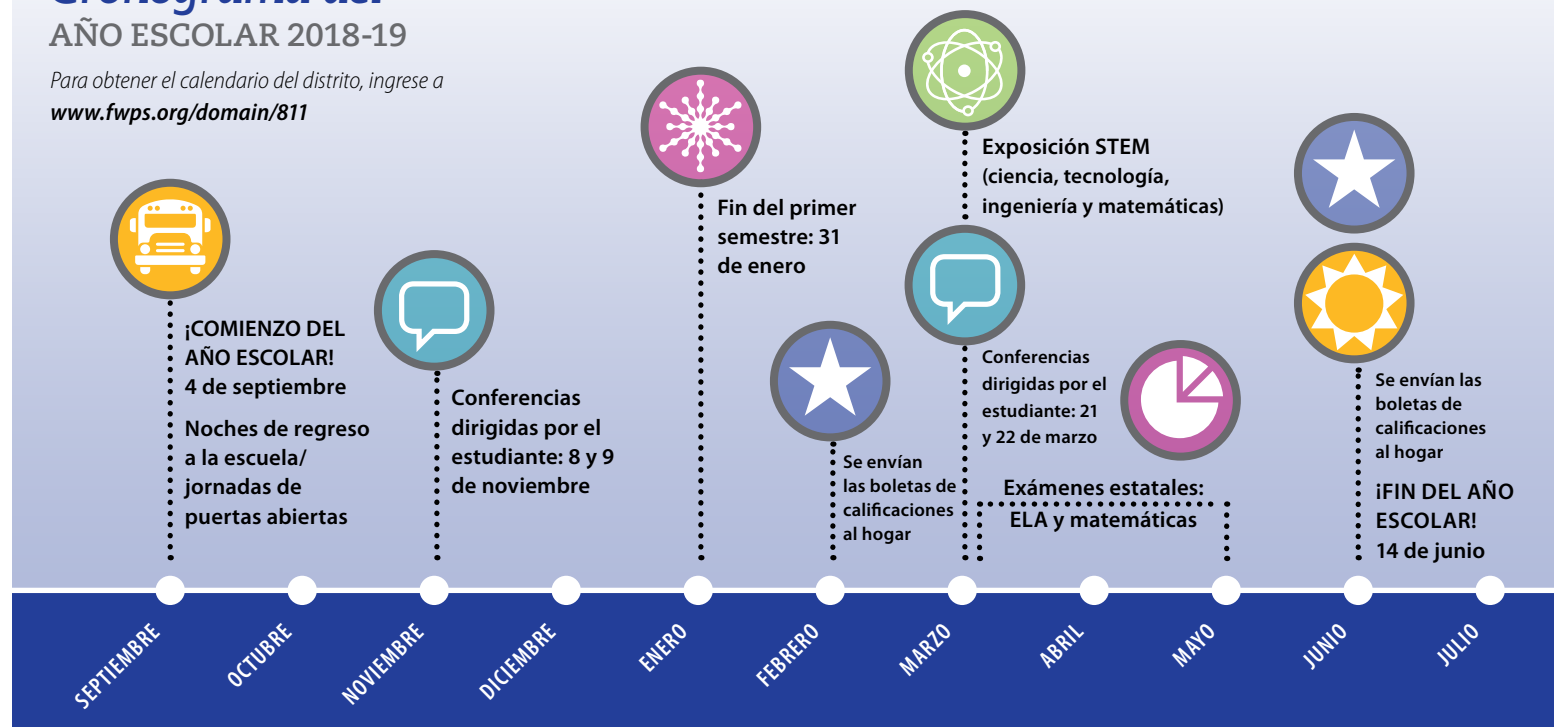 Cronograma del
AÑO ESCOLAR 2018-19
Para obtener el calendario del distrito, ingrese a
www.fwps.org/domain/811
¡COMIENZO DEL
AÑO ESCOLAR!
4 de septiembre
Noches de regreso
a la escuela/
jornadas de
puertas abiertas
Conferencias
dirigidas por el
estudiante: 8 y 9
de noviembre
Fin del primer
semestre: 31
de enero
Se envían
las boletas de
calificaciones
al hogar
Exposición STEM
(ciencia, tecnología,
ingeniería y matemáticas)
Conferencias
dirigidas por el
estudiante: 21
y 22 de marzo
Exámenes estatales:
ELA y matemáticas
Se envían las
boletas de
calificaciones
al hogar
¡FIN DEL AÑO
ESCOLAR!
14 de junio
SEPTIEMBRE
OCTUBRE
NOVIEMBRE
DICIEMBRE
ENERO
FEBRERO
MARZO
ABRIL
MAYO
JUNIO
JULIO